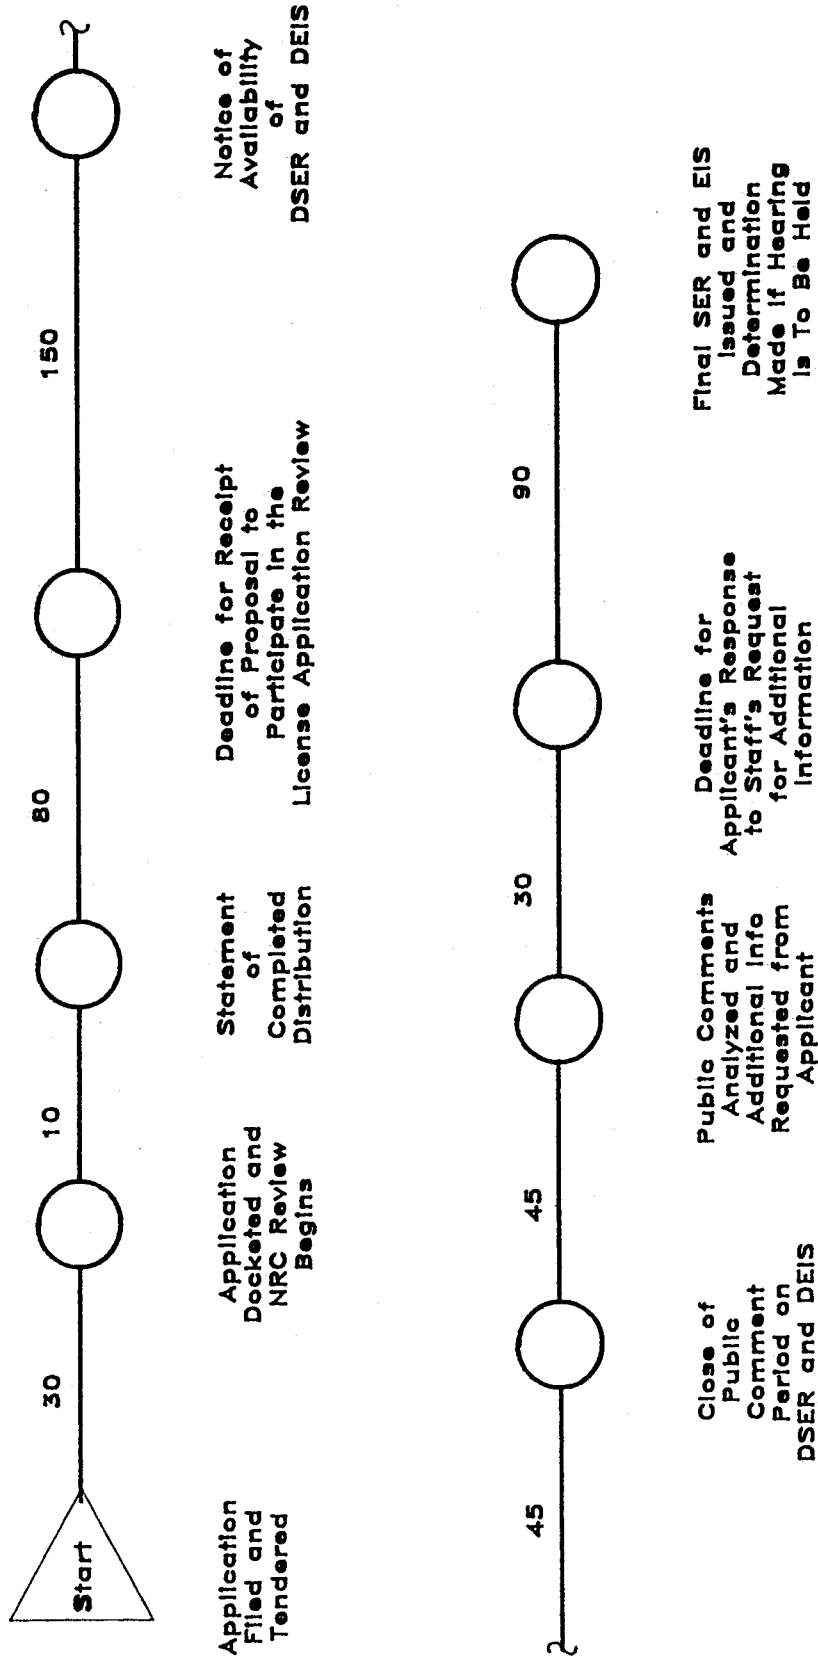 30
10
80
150
Start
Application
Filed and
Tendered
Application
Docketed and
NRC Review
Begins
Statement
of
Completed
Distribution
Deadline for Receipt
of Proposal to
Participate in the
License Application Review
Notice of
Availability
of
DSER and DEIS
45
45
30
90
Close of
Public
Comment
Period on
DSER and DEIS
Public Comments
Analyzed and
Additional Info
Requested from
Applicant
Deadline for
Applicant's Response
to Staff's Request
for Additional
Information
Final SER and EIS
Issued and
Determination
Made if Hearing
Is To Be Held